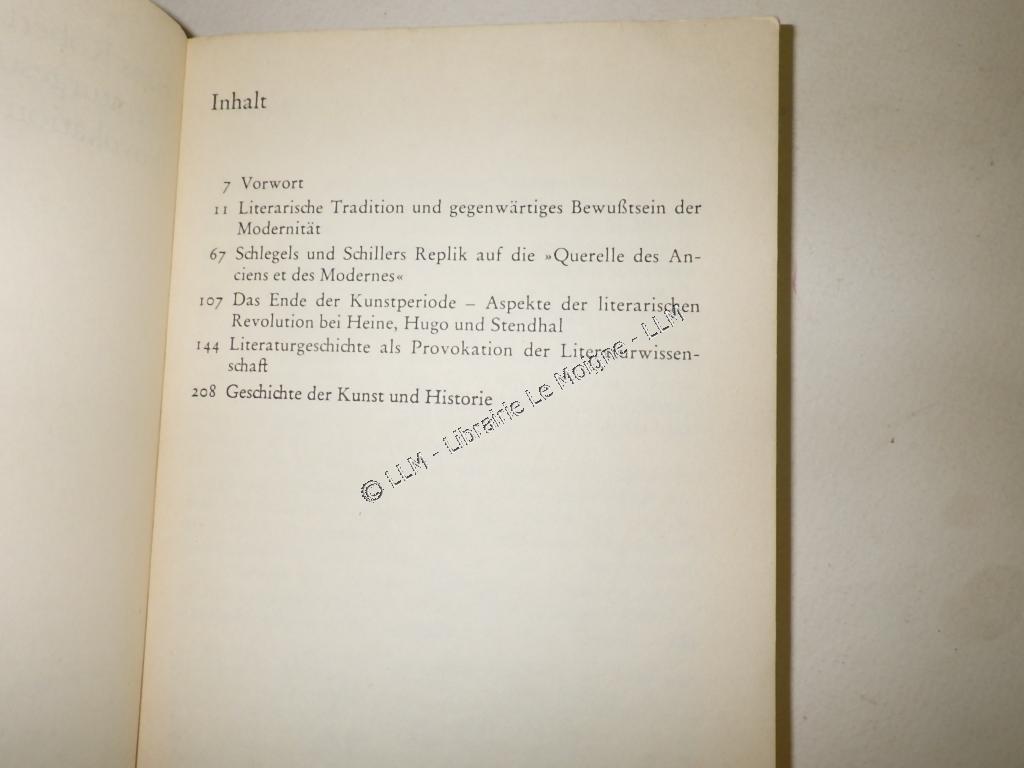 Inhalt
7 Vorwort
11 Literarische Tradition und gegenwärtiges Bewußtsein der
Modernität
67 Schlegels und Schillers Replik auf die »Querelle des An-
ciens et des Modernes«
107 Das Ende der Kunstperiode – Aspekte der literarischen
Revolution bei Heine, Hugo und Stendhal
144 Literaturgeschichte als Provokation der Literaturwissen-
schaft
208 Geschichte der Kunst und Historie
© LLM - Librairie Le Moigne - LLM